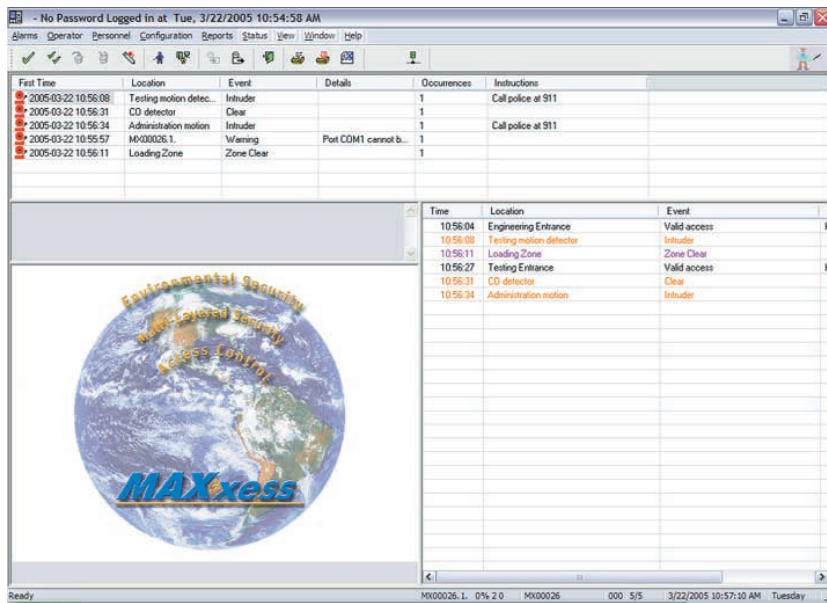 - No Password Logged in at Tue, 3/22/2005 10:54:58 AM
Alarms Operator Personnel Configuration Reports Status View Window Help
First Time Location Event Details Occurrences Instructions
2005-03-22 10:56:08 Testing motion detec... Intruder 1 Call police at 911
2005-03-22 10:56:31 CO detector Clear 1
2005-03-22 10:56:34 Administration motion Intruder 1 Call police at 911
2005-03-22 10:55:57 MX00026.1. Warning Port COM1 cannot b... 1
2005-03-22 10:56:11 Loading Zone Zone Clear 1
Time Location Event
10:56:04 Engineering Entrance Valid access
10:56:08 Testing motion detector Intruder
10:56:11 Loading Zone Zone Clear
10:56:27 Testing Entrance Valid access
10:56:31 CO detector Clear
10:56:34 Administration motion Intruder
Environmental Security
Multi-Layered Security
Access Control
MAXxess
Ready MX00026.1. 0% 2 0 MX00026 000 5/5 3/22/2005 10:57:10 AM Tuesday